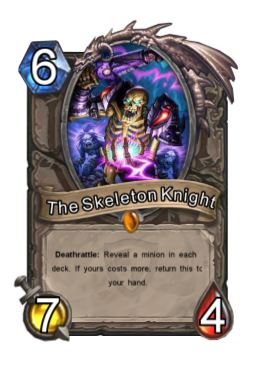 6
The Skeleton Knight
Deathrattle: Reveal a minion in each
deck. If yours costs more, return this to
your hand.
7
4